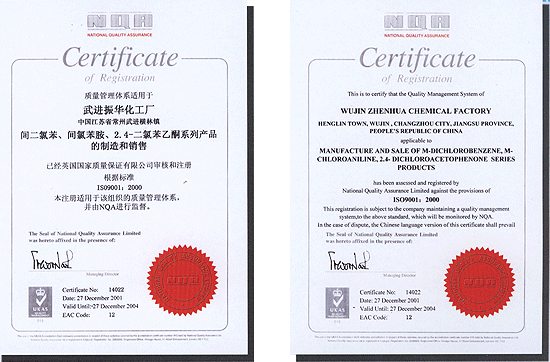 NQA
NATIONAL QUALITY ASSURANCE
Certificate
of Registration
质量管理体系适用于
武进振华化工厂
中国江苏省常州武进横林镇
间二氯苯、间氯苯胺、2.4-二氯苯乙酮系列产品
的制造和销售
已经英国国家质量保证有限公司审核和注册
根据标准
ISO9001：2000
本注册适用于该组织的质量管理体系,
并由NQA进行监督。
The Seal of National Quality Assurance Limited
was hereto affixed in the presence of:
Managing Director
NQA
UKAS
Certificate No: 14022
Date: 27 December 2001
Valid Until: 27 December 2004
EAC Code: 12
NQA
NATIONAL QUALITY ASSURANCE
Certificate
of Registration
This is to certify that the Quality Management System of
WUJIN ZHENHUA CHEMICAL FACTORY
HENGLIN TOWN, WUJIN , CHANGZHOU CITY, JIANGSU PROVINCE,
PEOPLE'S REPUBLIC OF CHINA
applicable to
MANUFACTURE AND SALE OF M-DICHLOROBENZENE, M-
CHLOROANILINE, 2.4- DICHLOROACETOPHENONE SERIES
PRODUCTS
has been assessed and registered by
National Quality Assurance Limited against the provisions of
ISO9001：2000
This registration is subject to the company maintaining a quality management
system,to the above standard, which will be monitored by NQA.
In the case of dispute, the Chinese language version of this certificate shall prevail
The Seal of National Quality Assurance Limited
was hereto affixed in the presence of:
Managing Director
NQA
UKAS
Certificate No: 14022
Date: 27 December 2001
Valid Until: 27 December 2004
EAC Code: 12